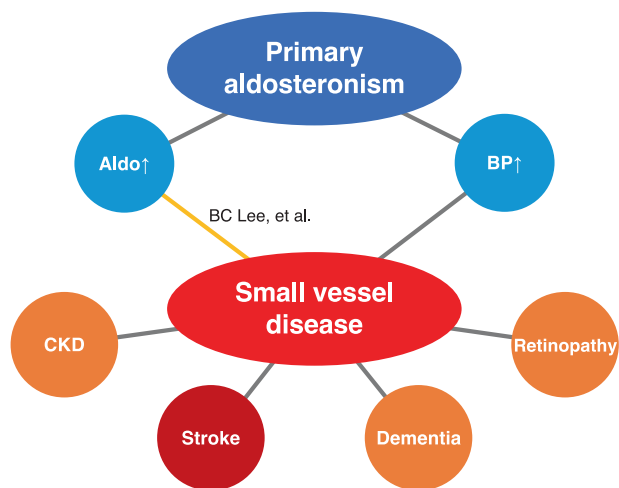 Primary
aldosteronism
Aldo↑
BP↑
BC Lee, et al.
Small vessel
disease
CKD
Retinopathy
Stroke
Dementia